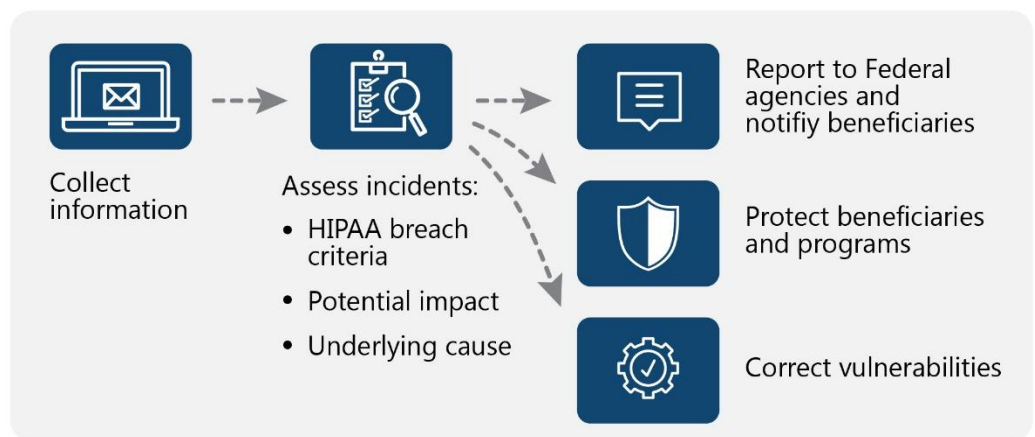 Collect
information
Assess incidents:
• HIPAA breach
criteria
• Potential impact
• Underlying cause
Report to Federal
agencies and
notifiy beneficiaries
Protect beneficiaries
and programs
Correct vulnerabilities